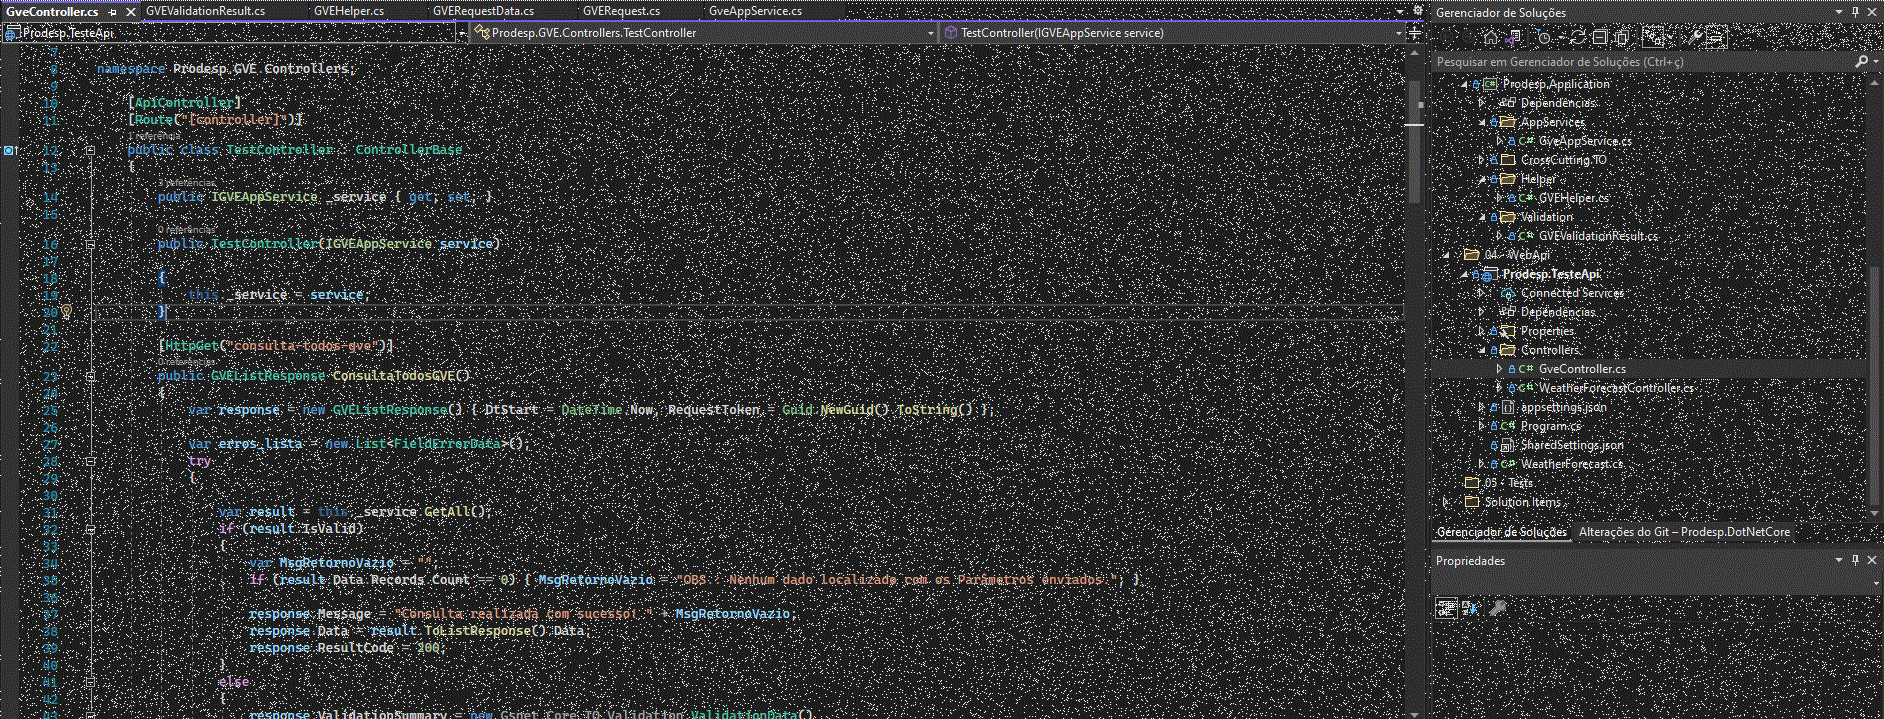 GveController.cs
GVEValidationResult.cs
GVEHelper.cs
GVERequestData.cs
GVERequest.cs
GveAppService.cs
Prodesp.TesteApi
Prodesp.GVE.Controllers.TestController
TestController(IGVEAppService service)
7
8 namespace Prodesp.GVE.Controllers;
9
10 [ApiController]
11 [Route("[controller]")]
1 referência
12 public class TestController : ControllerBase
13 {
3 referências
14 public IGVEAppService _service { get; set; }
15
0 referências
16 public TestController(IGVEAppService service)
17
18 {
19 this._service = service;
20 }
21
22 [HttpGet("consulta-todos-gve")]
0 referências
23 public GVEListResponse ConsultaTodosGVE()
24 {
25 var response = new GVEListResponse() { DtStart = DateTime.Now, RequestToken = Guid.NewGuid().ToString() };
26
27 var erros_lista = new List<FieldErrorData>();
28 try
29 {
30
31 var result = this._service.GetAll();
32 if (result.IsValid)
33 {
34 var MsgRetornoVazio = "";
35 if (result.Data.Records.Count == 0) { MsgRetornoVazio = "OBS.: Nenhum dado localizado com os Parâmetros enviados."; }
36
37 response.Message = "Consulta realizada com sucesso! " + MsgRetornoVazio;
38 response.Data = result.ToListResponse().Data;
39 response.ResultCode = 200;
40 }
41 else
42 {
43 response.ValidationSummary = new Gsnet.Core.TO.Validation.ValidationData()
Gerenciador de Soluções
Pesquisar em Gerenciador de Soluções (Ctrl+ç)
Prodesp.Application
Dependências
AppServices
GveAppService.cs
CrossCutting.TO
Helper
GVEHelper.cs
Validation
GVEValidationResult.cs
04 - WebApi
Prodesp.TesteApi
Connected Services
Dependências
Properties
Controllers
GveController.cs
WeatherForecastController.cs
appsettings.json
Program.cs
SharedSettings.json
WeatherForecast.cs
05 - Tests
Solution Items
Gerenciador de Soluções
Alterações do Git – Prodesp.DotNetCore
Propriedades